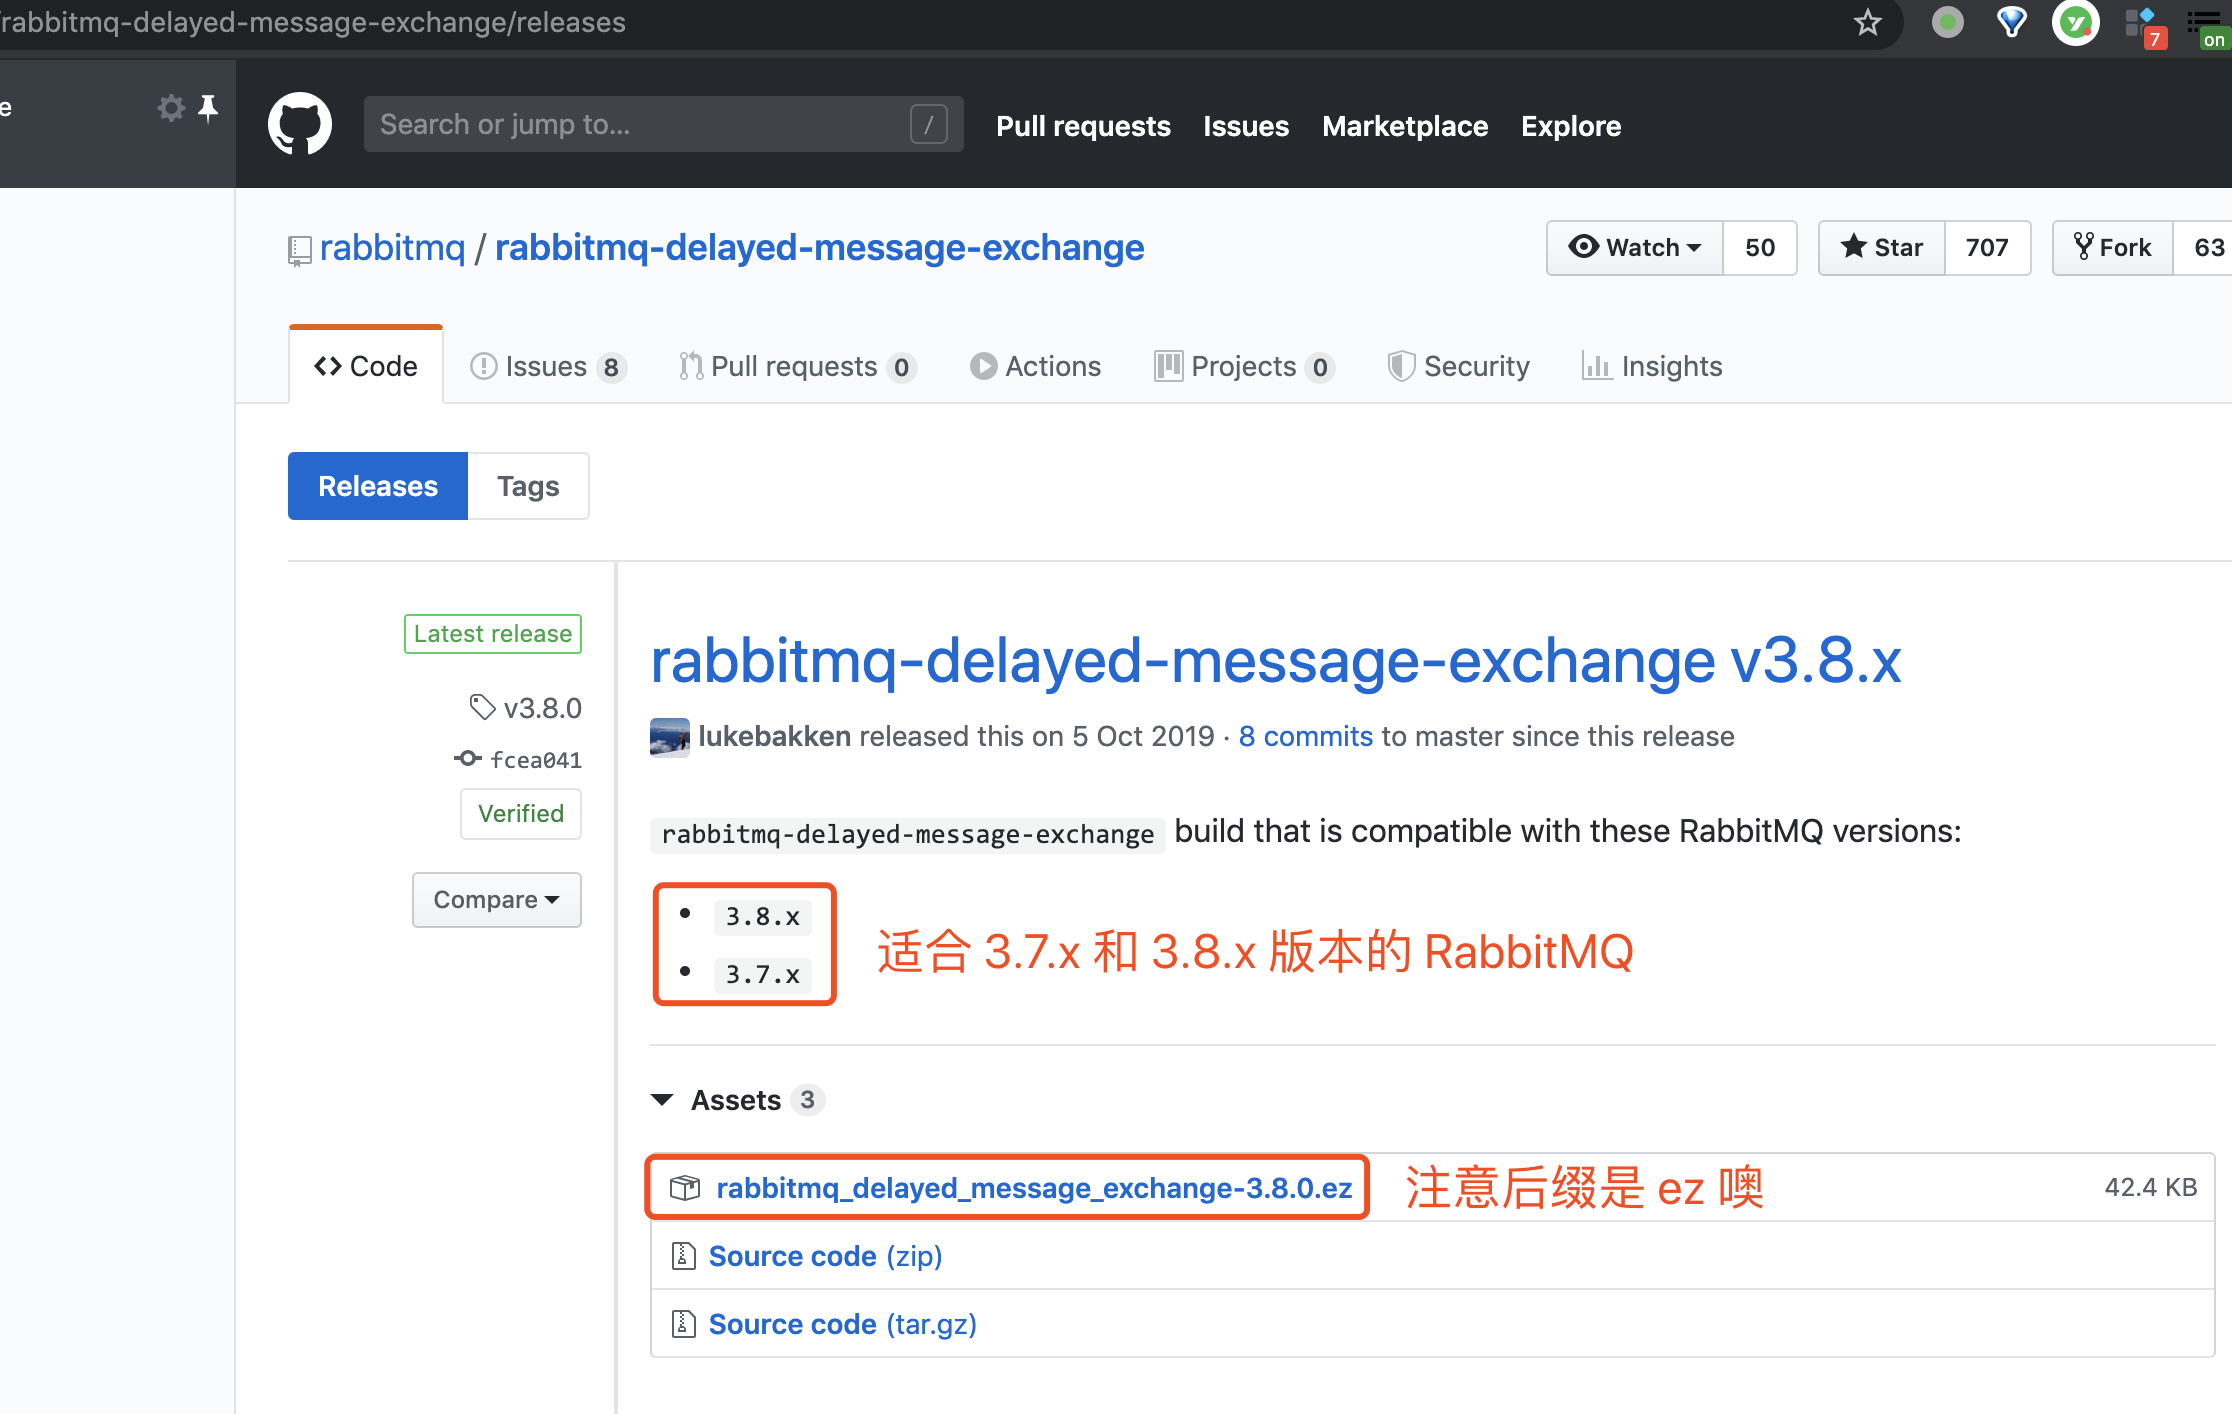 rabbitmq-delayed-message-exchange/releases
7
on
e
Search or jump to...
/
Pull requests Issues Marketplace Explore
rabbitmq / rabbitmq-delayed-message-exchange
Watch 50
Star 707
Fork 63
Code
Issues 8
Pull requests 0
Actions
Projects 0
Security
Insights
Releases
Tags
Latest release
v3.8.0
fcea041
Verified
Compare
rabbitmq-delayed-message-exchange v3.8.x
lukebakken released this on 5 Oct 2019 · 8 commits to master since this release
rabbitmq-delayed-message-exchange build that is compatible with these RabbitMQ versions:
• 3.8.x
• 3.7.x
适合 3.7.x 和 3.8.x 版本的 RabbitMQ
Assets 3
rabbitmq_delayed_message_exchange-3.8.0.ez
注意后缀是 ez 噢
42.4 KB
Source code (zip)
Source code (tar.gz)